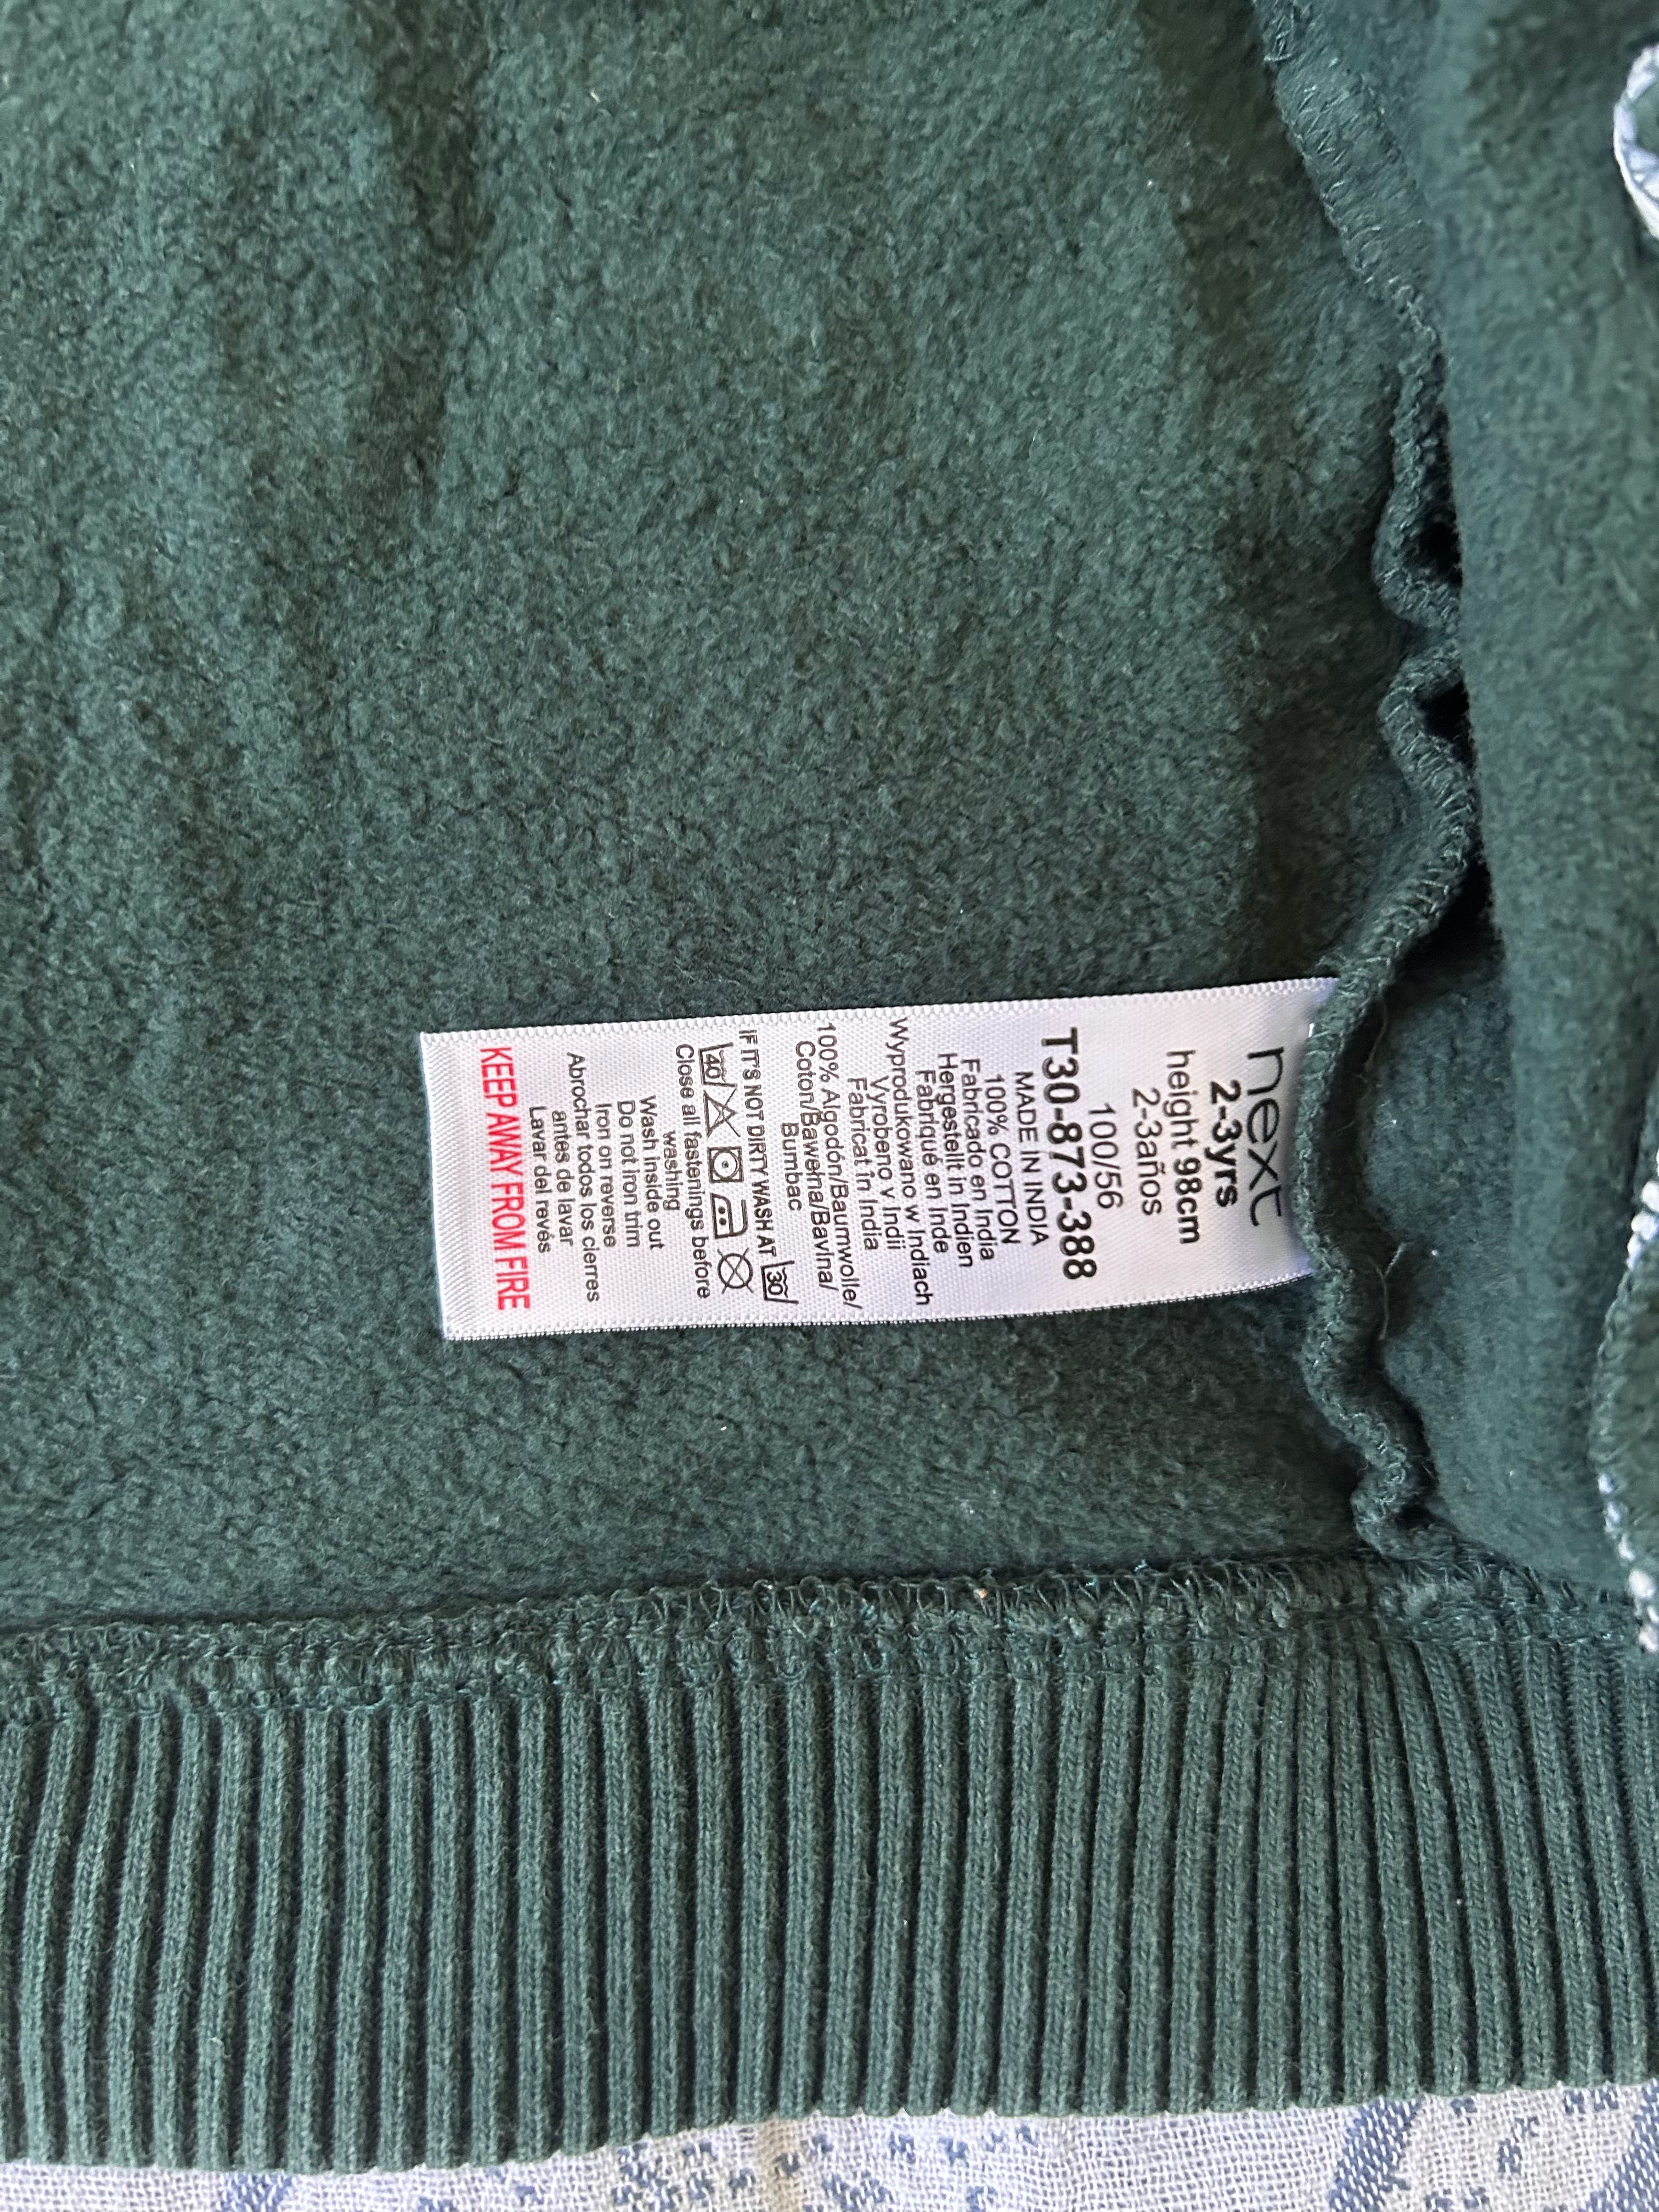 next
2-3yrs
height 98cm
2-3años
100/56
T30-873-388
MADE IN INDIA
100% COTTON
Fabricado en India
Hergestellt in Indien
Fabriqué en Inde
Wyprodukowano w Indiach
Vyrobeno v Indii
Fabricat în India
100% Algodón/Baumwolle/
Coton/Bawełna/Bavlna/
Bumbac
IF IT'S NOT DIRTY WASH AT 30
40
Close all fastenings before
washing
Wash inside out
Do not iron trim
Iron on reverse
Abrochar todos los cierres
antes de lavar
Lavar del revés
KEEP AWAY FROM FIRE